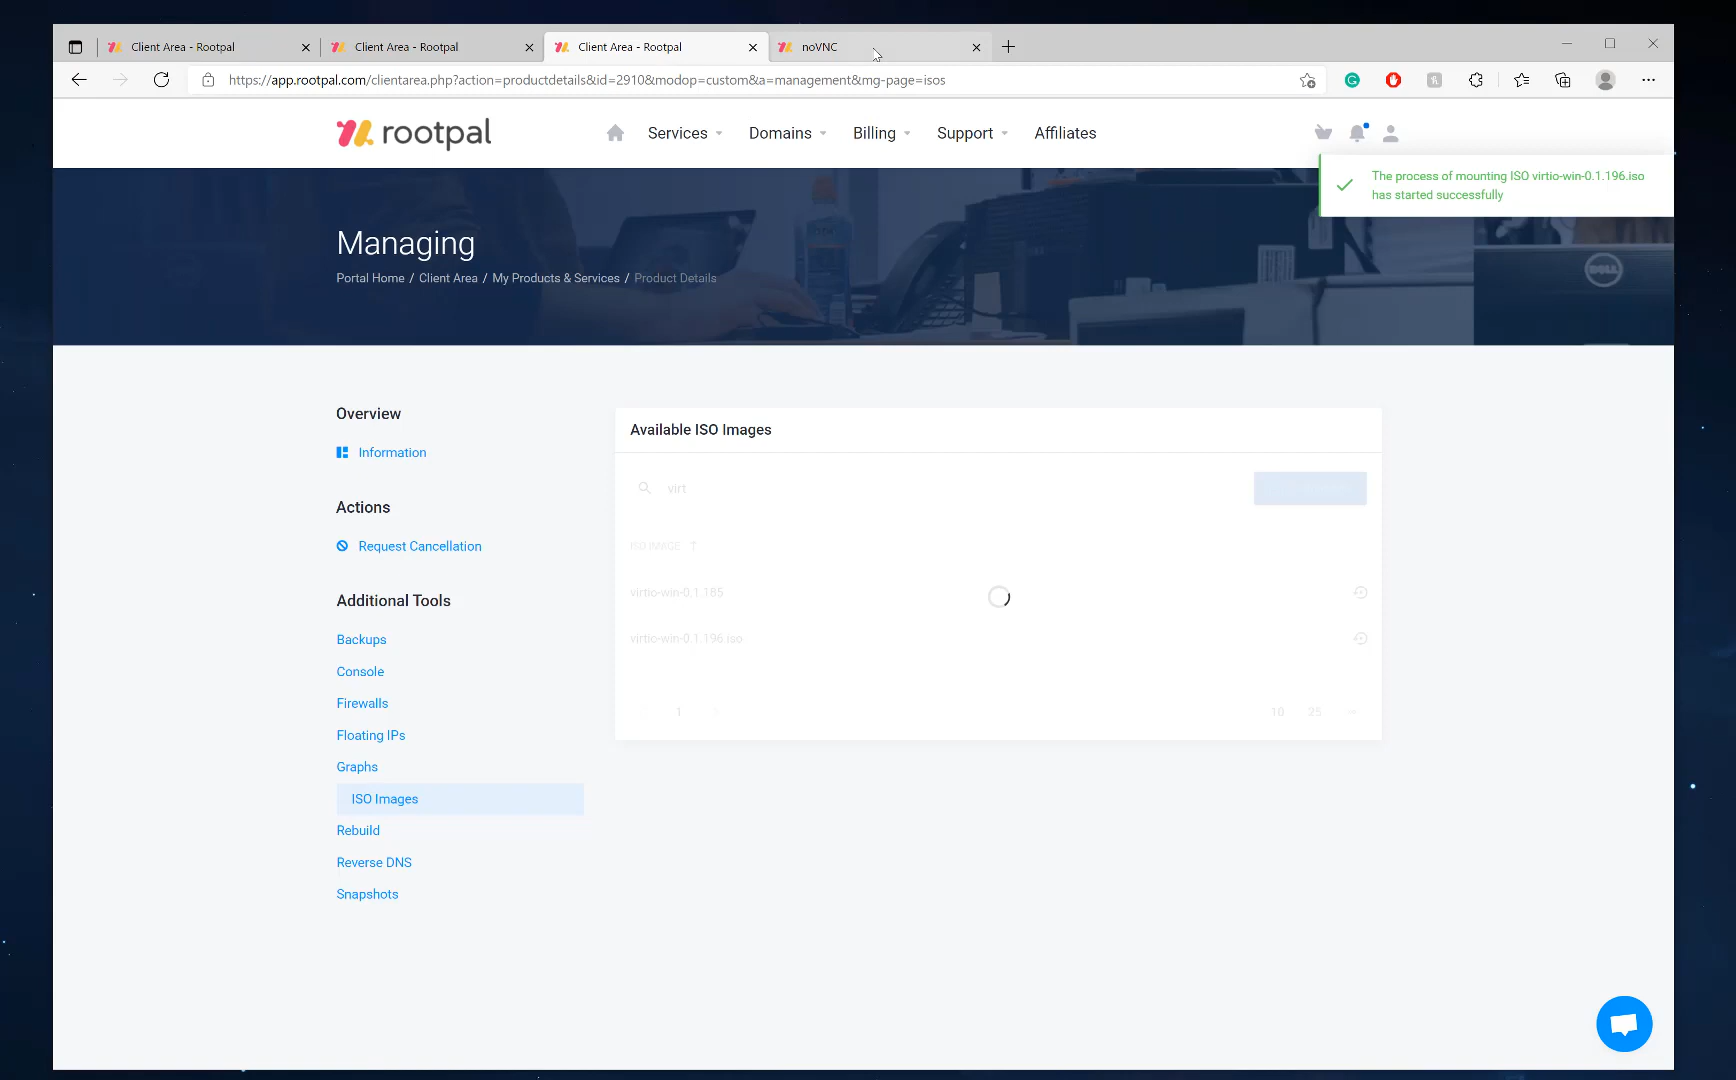 Client Area - Rootpal
Client Area - Rootpal
Client Area - Rootpal
noVNC
https://app.rootpal.com/clientarea.php?action=productdetails&id=2910&modop=custom&a=management&mg-page=isos
rootpal
Services
Domains
Billing
Support
Affiliates
The process of mounting ISO virtio-win-0.1.196.iso
has started successfully
Managing
Portal Home / Client Area / My Products & Services / Product Details
DELL
Overview
Information
Actions
Request Cancellation
Additional Tools
Backups
Console
Firewalls
Floating IPs
Graphs
ISO Images
Rebuild
Reverse DNS
Snapshots
Available ISO Images
virt
ISO IMAGE
virtio-win-0.1.185
virtio-win-0.1.196.iso
1
10 25